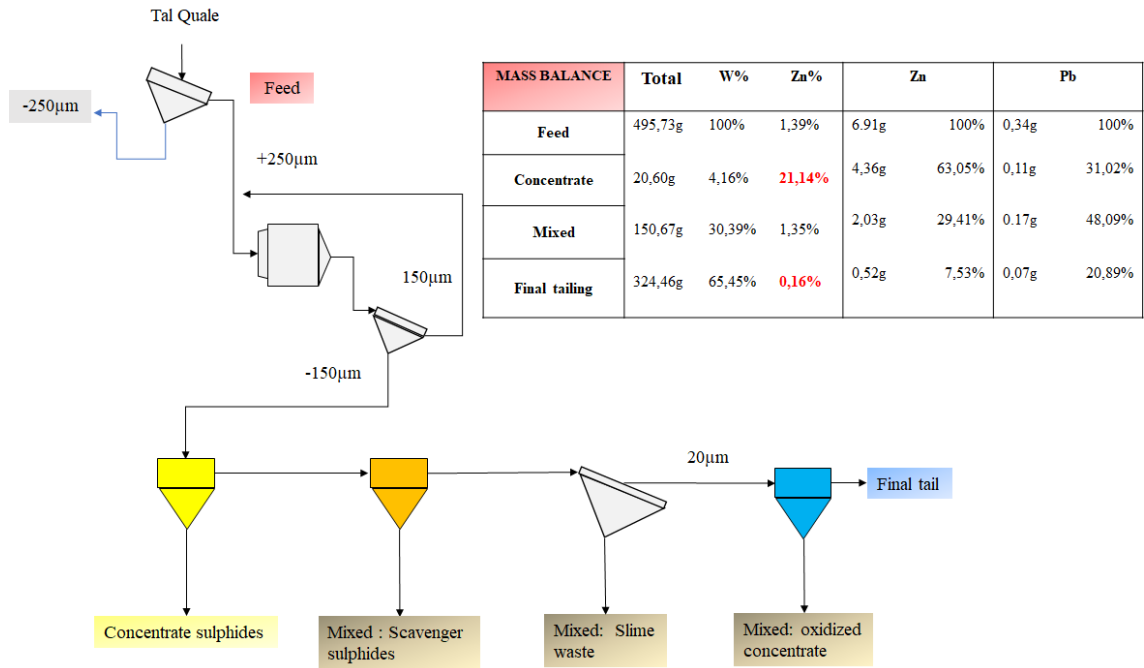 Tal Quale
-250µm
Feed
+250µm
150µm
-150µm
MASS BALANCE Total W% Zn% Zn Pb
Feed 495,73g 100% 1,39% 6.91g 100% 0,34g 100%
Concentrate 20,60g 4,16% 21,14% 4,36g 63,05% 0,11g 31,02%
Mixed 150,67g 30,39% 1,35% 2,03g 29,41% 0.17g 48,09%
Final tailing 324,46g 65,45% 0,16% 0,52g 7,53% 0,07g 20,89%
20µm
Final tail
Concentrate sulphides
Mixed : Scavenger
sulphides
Mixed: Slime
waste
Mixed: oxidized
concentrate